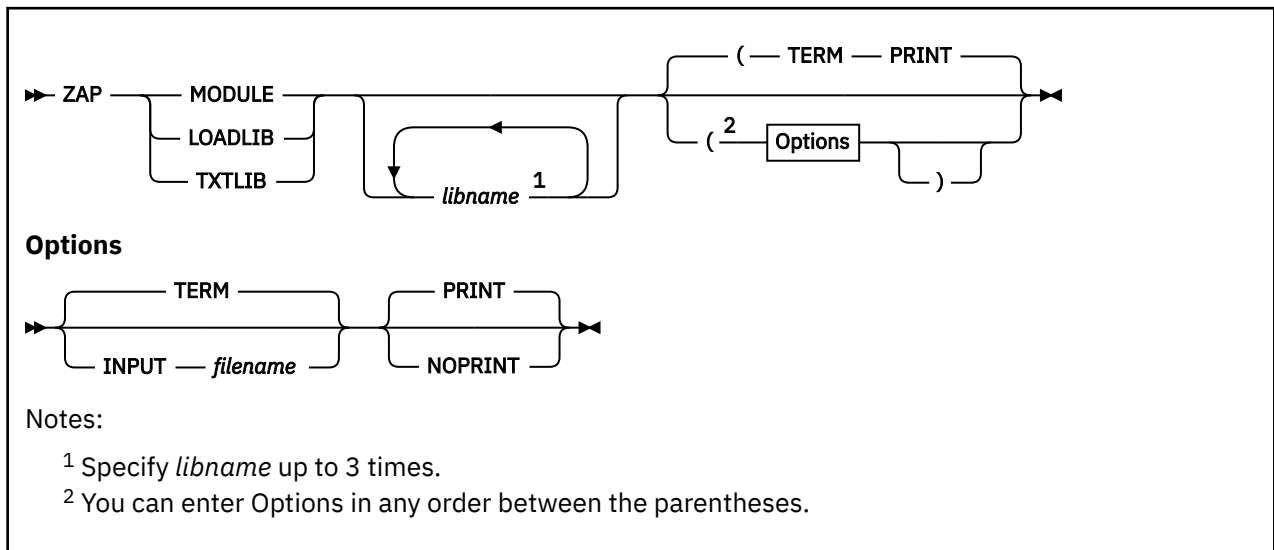 ( TERM PRINT
ZAP MODULE
LOADLIB
TXTLIB
libname 1
( 2 Options
)
Options
TERM PRINT
INPUT filename NOPRINT
Notes:
1 Specify libname up to 3 times.
2 You can enter Options in any order between the parentheses.